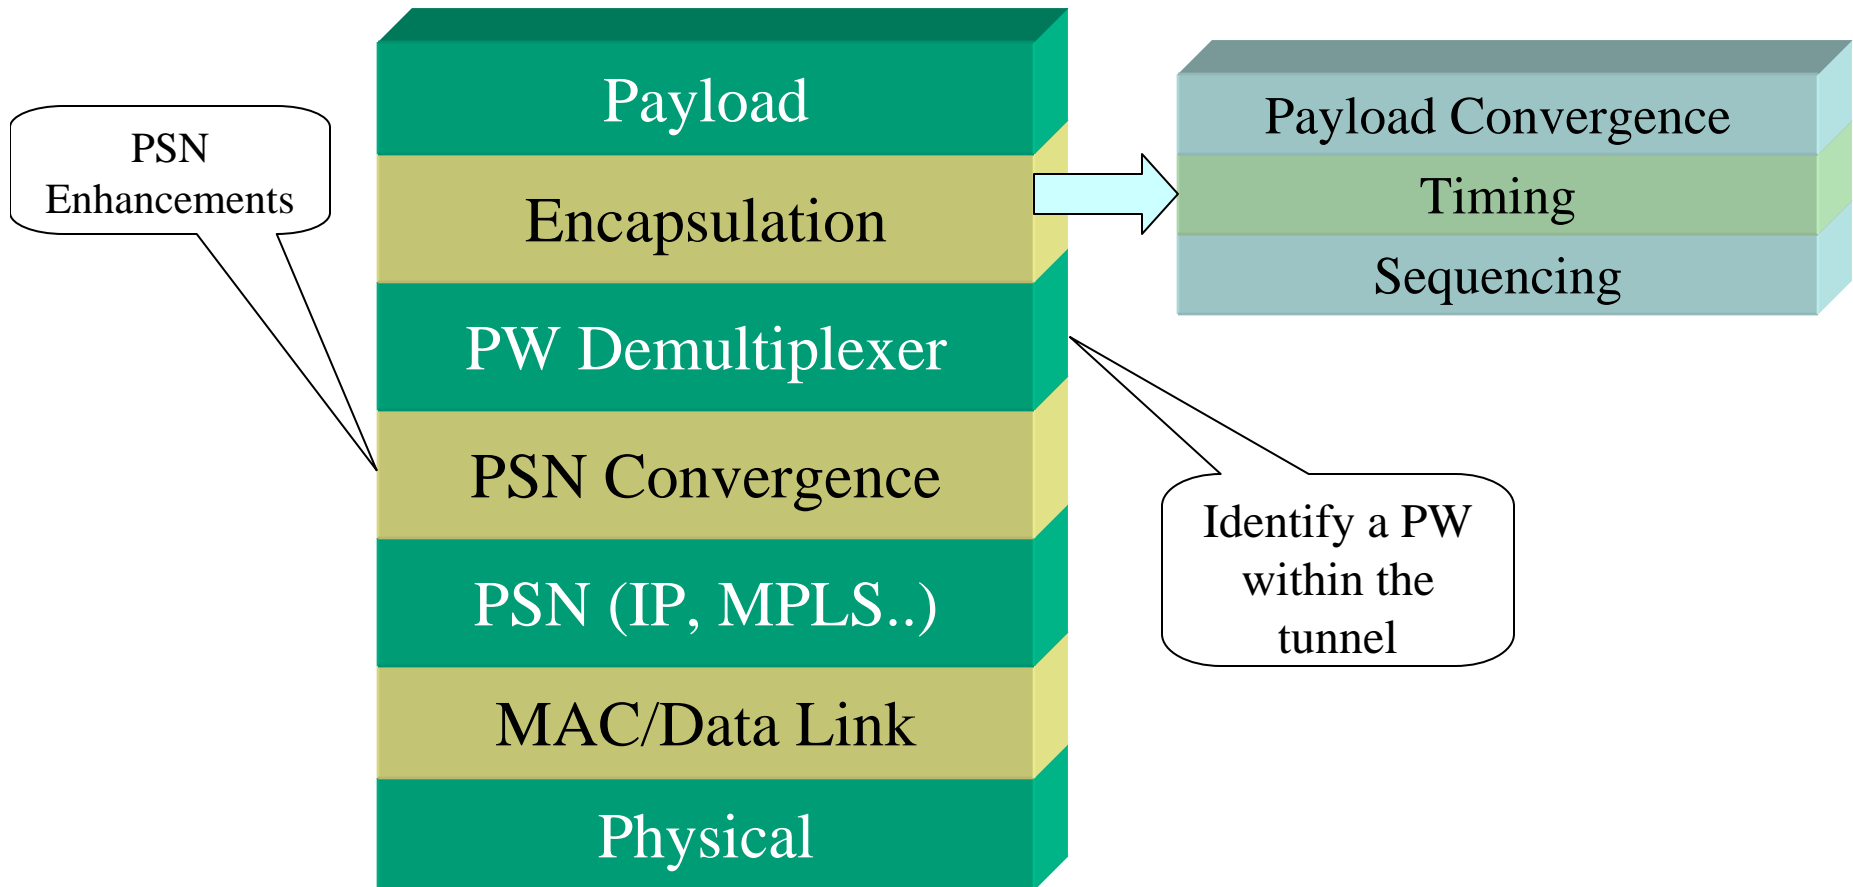 PSN
Enhancements
Payload
Encapsulation
PW Demultiplexer
PSN Convergence
PSN (IP, MPLS..)
MAC/Data Link
Physical
Payload Convergence
Timing
Sequencing
Identify a PW
within the
tunnel